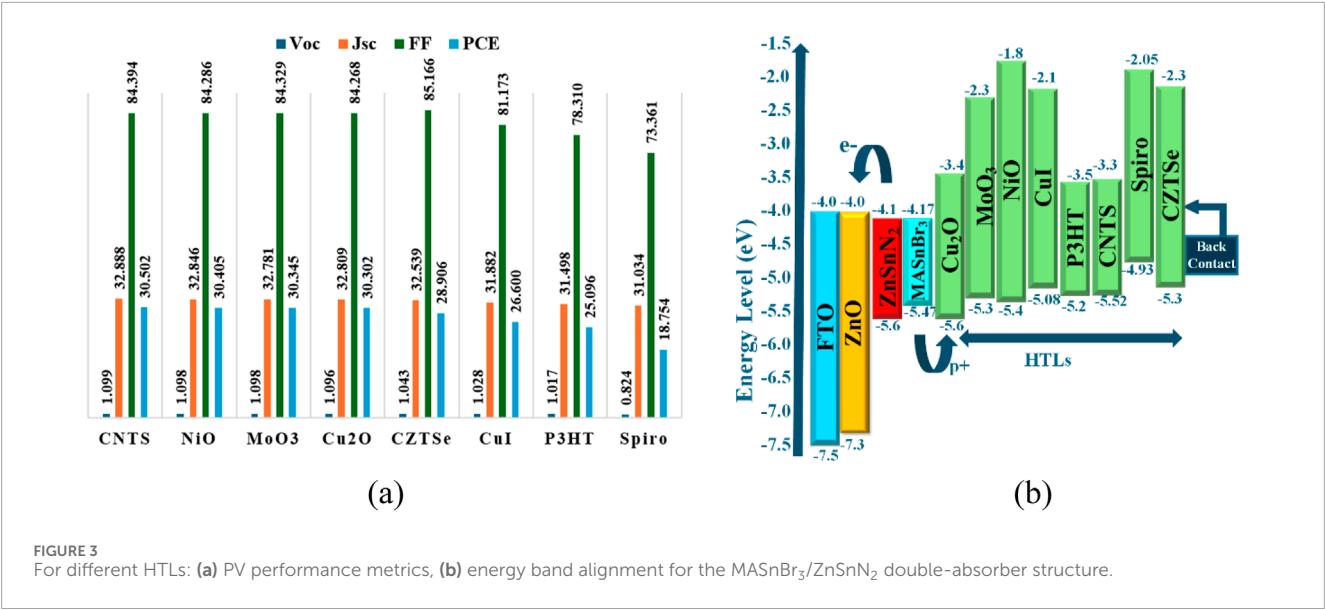 Voc Jsc FF PCE
1.099 32.888 84.394 30.502
1.098 32.846 84.286 30.405
1.098 32.781 84.329 30.345
1.096 32.809 84.268 30.302
1.043 32.539 85.166 28.906
1.028 31.882 81.173 26.600
1.017 31.498 78.310 25.096
0.824 31.034 73.361 18.754
CNTS NiO MoO3 Cu2O CZTSe CuI P3HT Spiro
(a)
Energy Level (eV)
-1.5
-2.0
-2.5
-3.0
-3.5
-4.0
-4.5
-5.0
-5.5
-6.0
-6.5
-7.0
-7.5
e-
p+
-4.0 FTO -7.5
-4.0 ZnO -7.3
-4.1 ZnSnN₂ -5.6
-4.17 MASnBr₃ -5.47
-3.4 Cu₂O -5.6
-2.3 MoO₃ -5.3
-1.8 NiO -5.4
-2.1 CuI -5.08
-3.5 P3HT -5.2
-3.3 CNTS -5.52
-2.05 Spiro -4.93
-2.3 CZTSe -5.3
Back
Contact
HTLs
(b)
FIGURE 3
For different HTLs: (a) PV performance metrics, (b) energy band alignment for the MASnBr₃/ZnSnN₂ double-absorber structure.